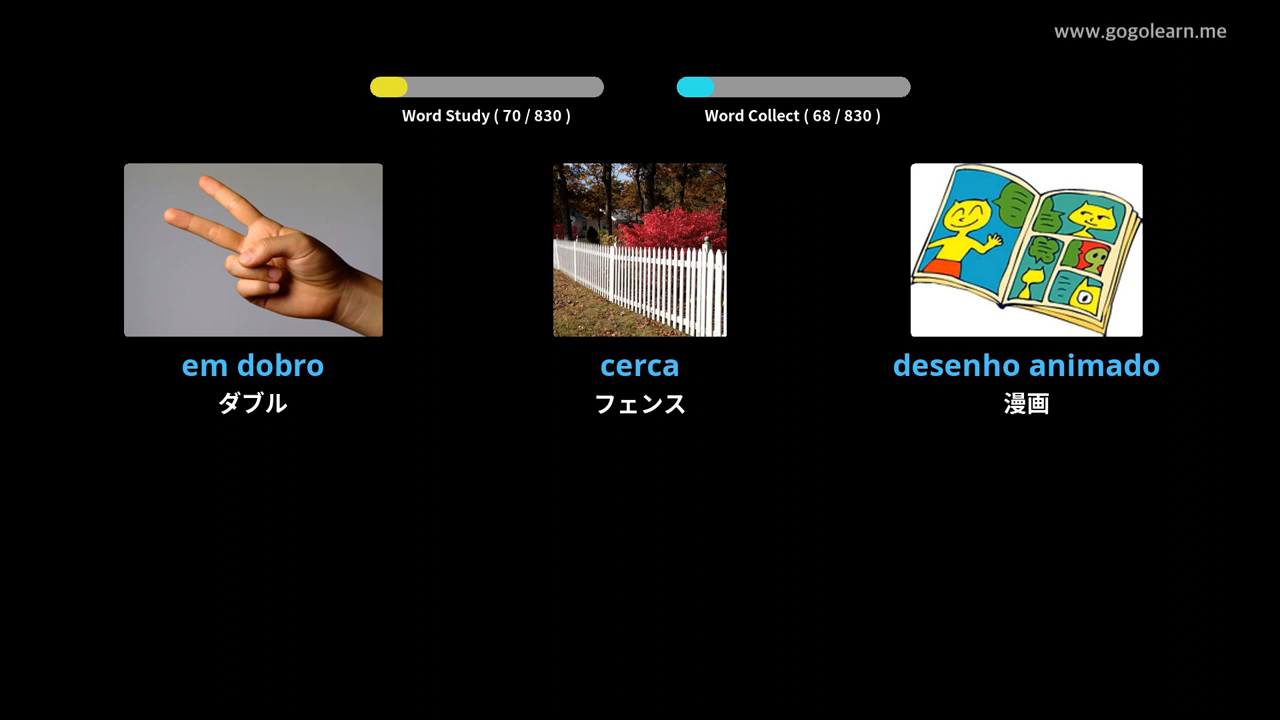 www.gogolearn.me
Word Study ( 70 / 830 )
Word Collect ( 68 / 830 )
em dobro
cerca
desenho animado
ダブル
フェンス
漫画